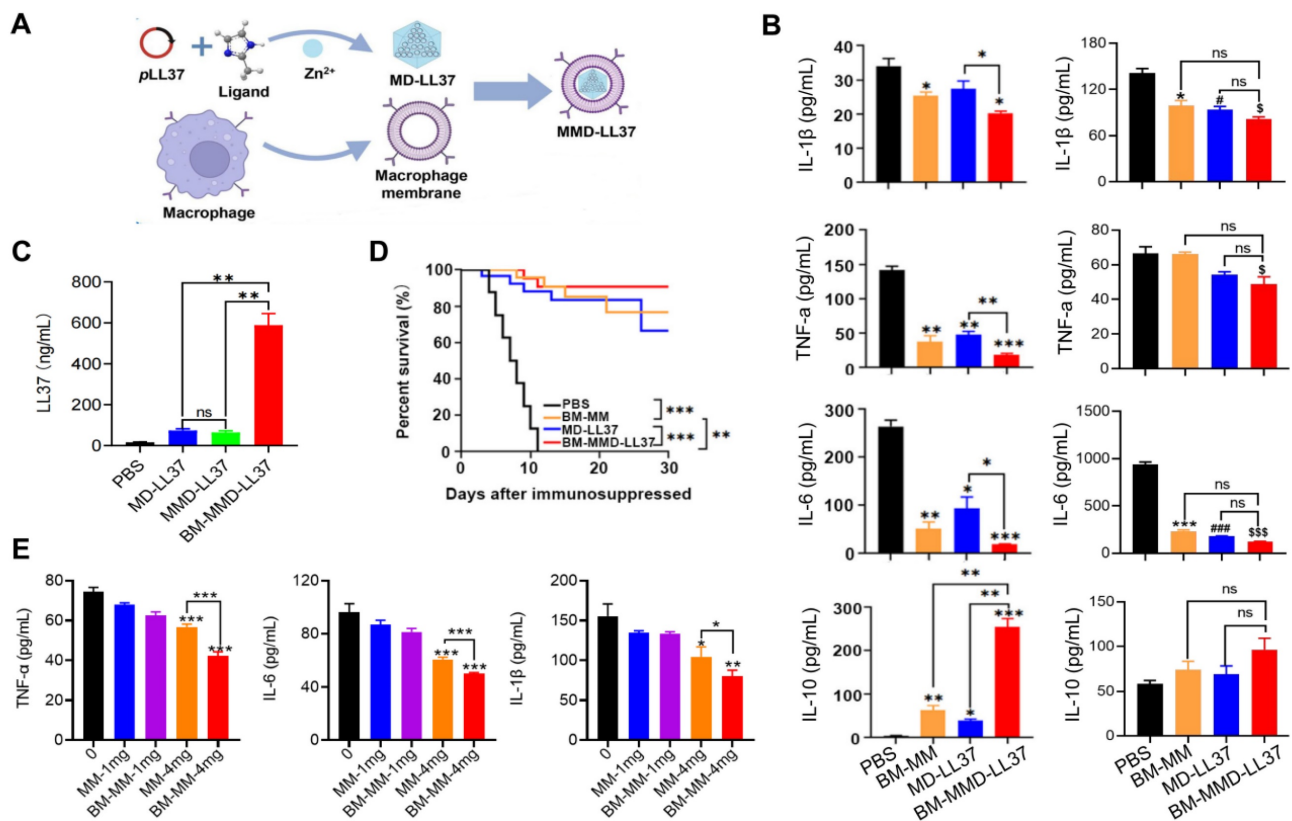 A
pLL37
Ligand
Zn2+
MD-LL37
MMD-LL37
Macrophage
Macrophage
membrane
B
IL-1β (pg/mL)
40
30
20
10
0
*
*
*
IL-1β (pg/mL)
180
120
60
0
ns
ns
*
#
$
TNF-a (pg/mL)
200
150
100
50
0
**
**
**
***
TNF-a (pg/mL)
80
60
40
20
0
ns
ns
$
IL-6 (pg/mL)
300
200
100
0
*
**
*
***
IL-6 (pg/mL)
1500
1000
500
0
ns
ns
***
###
$$$
IL-10 (pg/mL)
300
200
100
0
**
**
***
**
*
PBS
BM-MM
MD-LL37
BM-MMD-LL37
IL-10 (pg/mL)
150
100
50
0
ns
ns
PBS
BM-MM
MD-LL37
BM-MMD-LL37
C
LL37 (ng/mL)
800
600
400
200
0
**
**
ns
PBS
MD-LL37
MMD-LL37
BM-MMD-LL37
D
Percent survival (%)
100
80
60
40
20
0
PBS
BM-MM
MD-LL37
BM-MMD-LL37
***
***
**
0
10
20
30
Days after immunosuppressed
E
TNF-α (pg/mL)
80
60
40
20
0
***
***
***
0
MM-1mg
BM-MM-1mg
MM-4mg
BM-MM-4mg
IL-6 (pg/mL)
120
80
40
0
***
***
***
0
MM-1mg
BM-MM-1mg
MM-4mg
BM-MM-4mg
IL-1β (pg/mL)
200
150
100
50
0
*
*
**
0
MM-1mg
BM-MM-1mg
MM-4mg
BM-MM-4mg